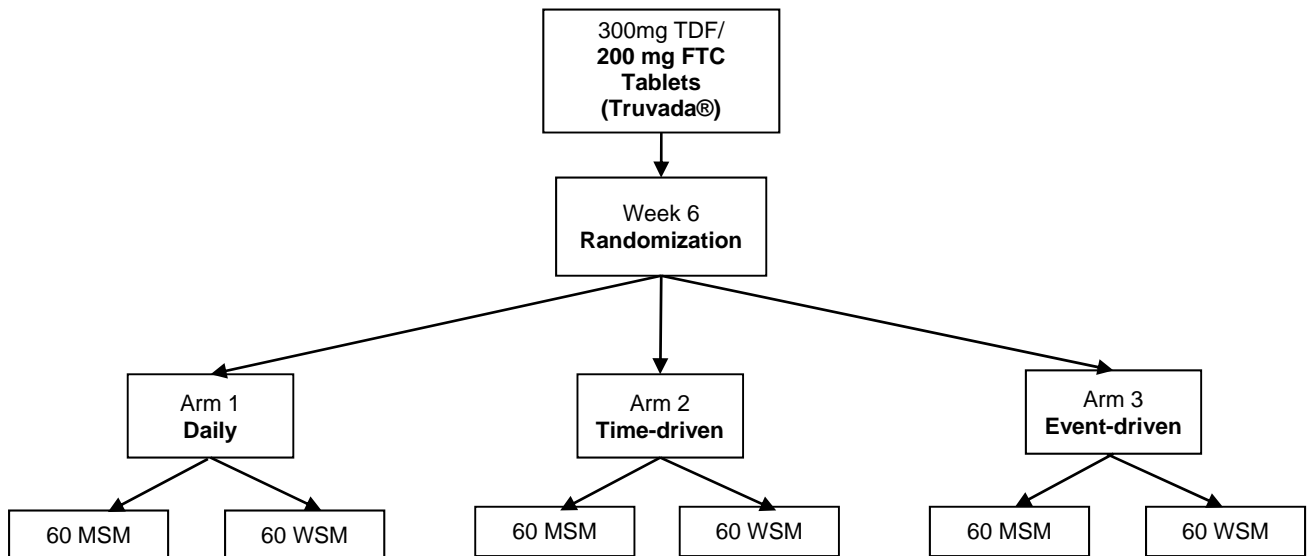 300mg TDF/
200 mg FTC
Tablets
(Truvada®)
Week 6
Randomization
Arm 1
Daily
Arm 2
Time-driven
Arm 3
Event-driven
60 MSM
60 WSM
60 MSM
60 WSM
60 MSM
60 WSM